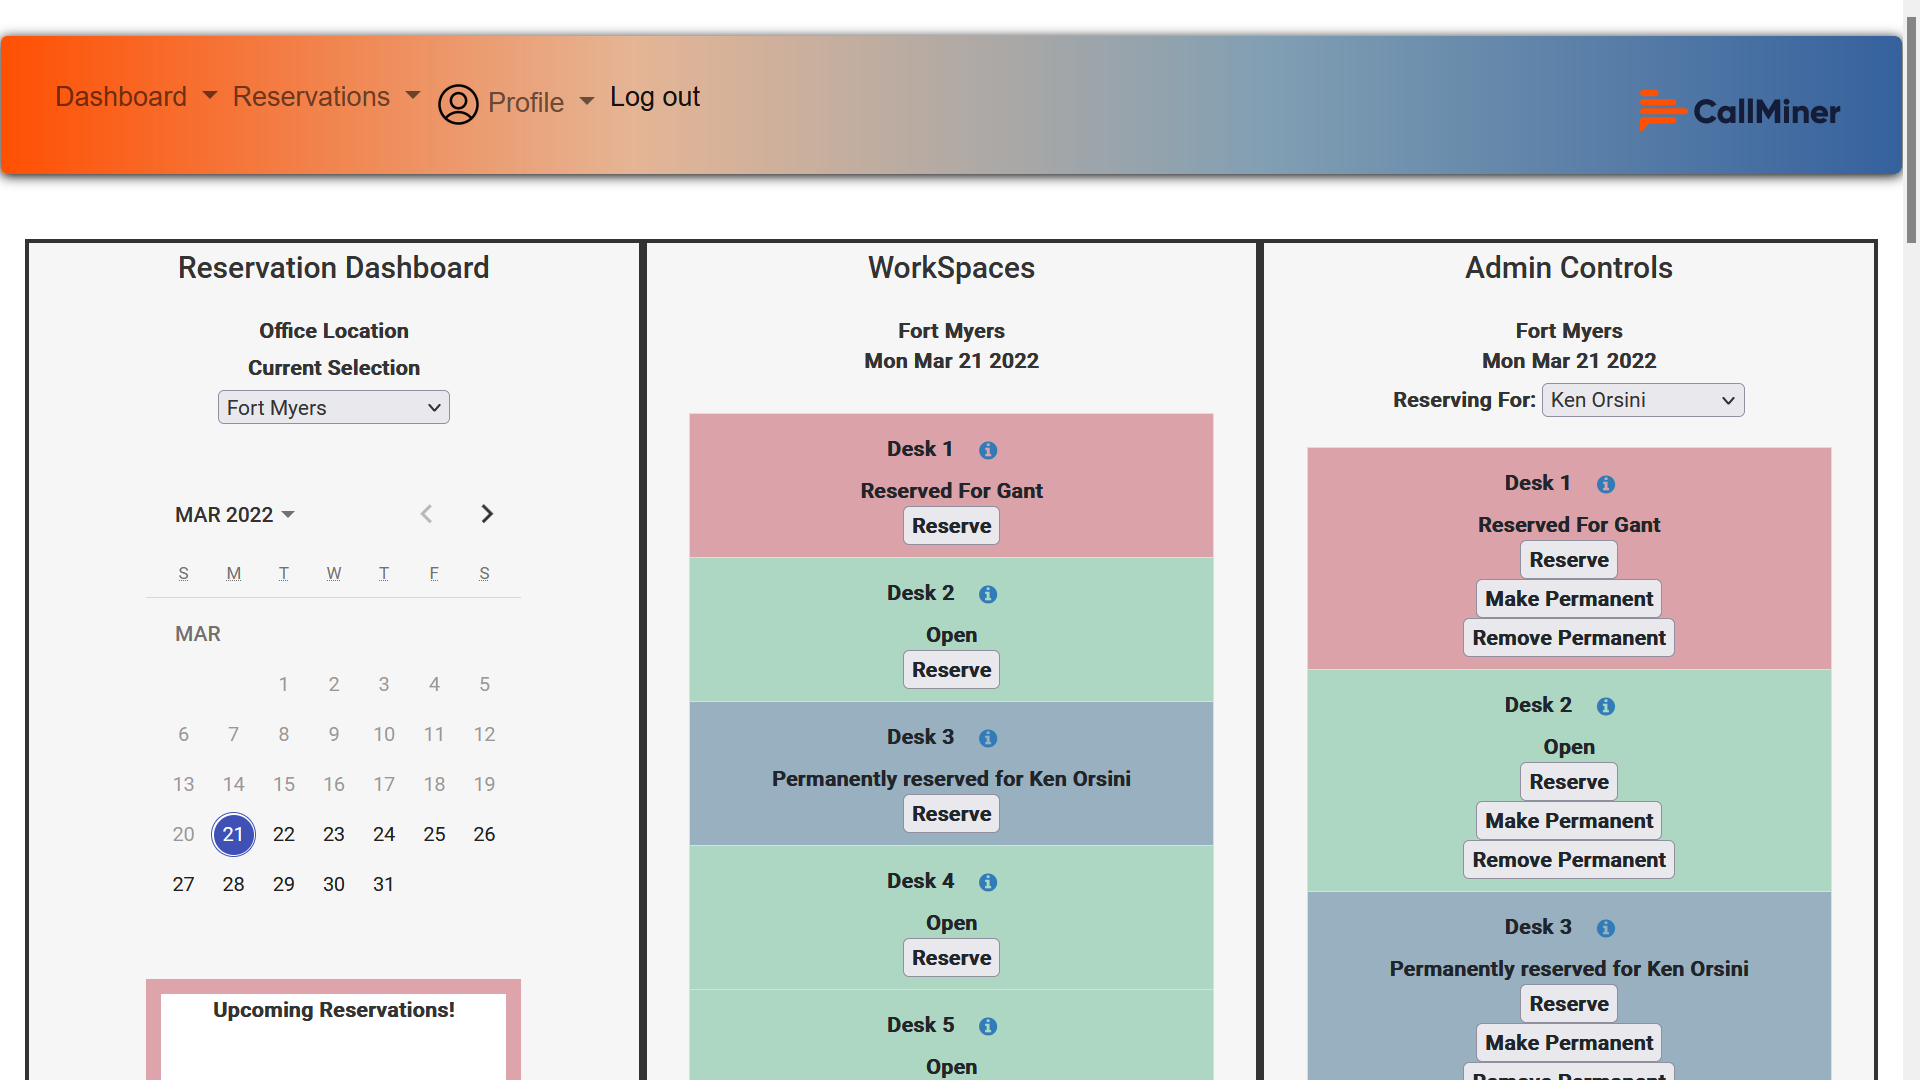 Dashboard Reservations Profile Log out
CallMiner
Reservation Dashboard
Office Location
Current Selection
Fort Myers
MAR 2022
S M T W T F S
MAR
1 2 3 4 5
6 7 8 9 10 11 12
13 14 15 16 17 18 19
20 21 22 23 24 25 26
27 28 29 30 31
Upcoming Reservations!
WorkSpaces
Fort Myers
Mon Mar 21 2022
Desk 1
Reserved For Gant
Reserve
Desk 2
Open
Reserve
Desk 3
Permanently reserved for Ken Orsini
Reserve
Desk 4
Open
Reserve
Desk 5
Open
Admin Controls
Fort Myers
Mon Mar 21 2022
Reserving For: Ken Orsini
Desk 1
Reserved For Gant
Reserve
Make Permanent
Remove Permanent
Desk 2
Open
Reserve
Make Permanent
Remove Permanent
Desk 3
Permanently reserved for Ken Orsini
Reserve
Make Permanent
Remove Permanent